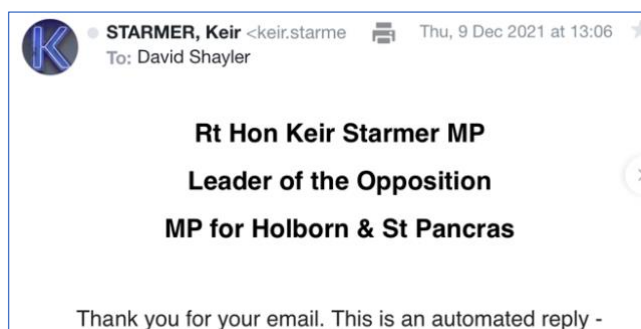 STARMER, Keir <keir.starme Thu, 9 Dec 2021 at 13:06
To: David Shayler
Rt Hon Keir Starmer MP
Leader of the Opposition
MP for Holborn & St Pancras
Thank you for your email. This is an automated reply -